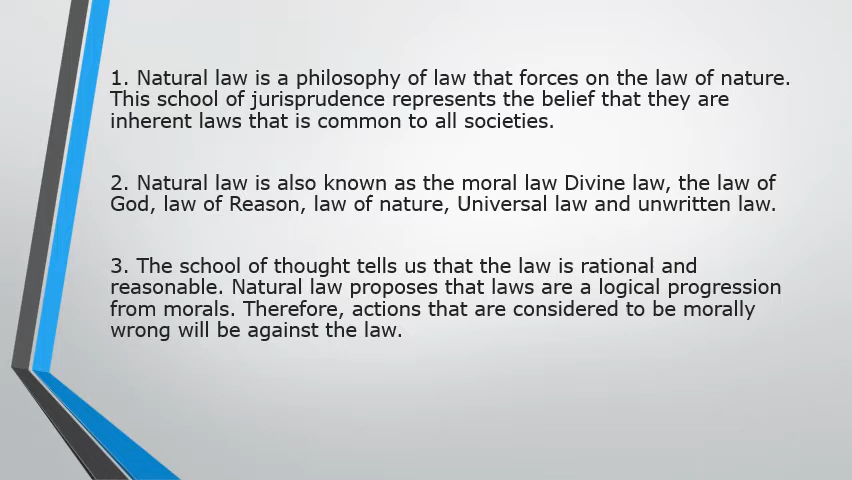 1. Natural law is a philosophy of law that forces on the law of nature.
This school of jurisprudence represents the belief that they are
inherent laws that is common to all societies.
2. Natural law is also known as the moral law Divine law, the law of
God, law of Reason, law of nature, Universal law and unwritten law.
3. The school of thought tells us that the law is rational and
reasonable. Natural law proposes that laws are a logical progression
from morals. Therefore, actions that are considered to be morally
wrong will be against the law.